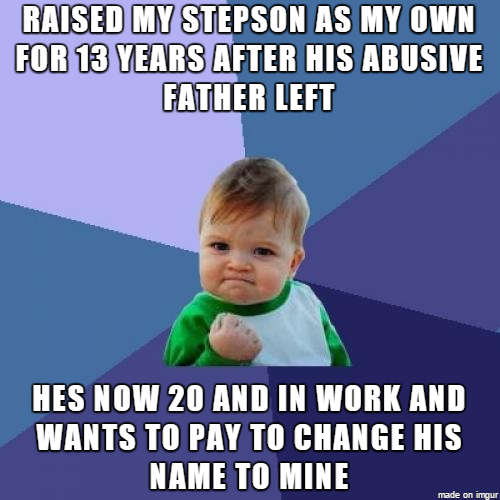 RAISED MY STEPSON AS MY OWN
FOR 13 YEARS AFTER HIS ABUSIVE
FATHER LEFT
HES NOW 20 AND IN WORK AND
WANTS TO PAY TO CHANGE HIS
NAME TO MINE
made on imgur